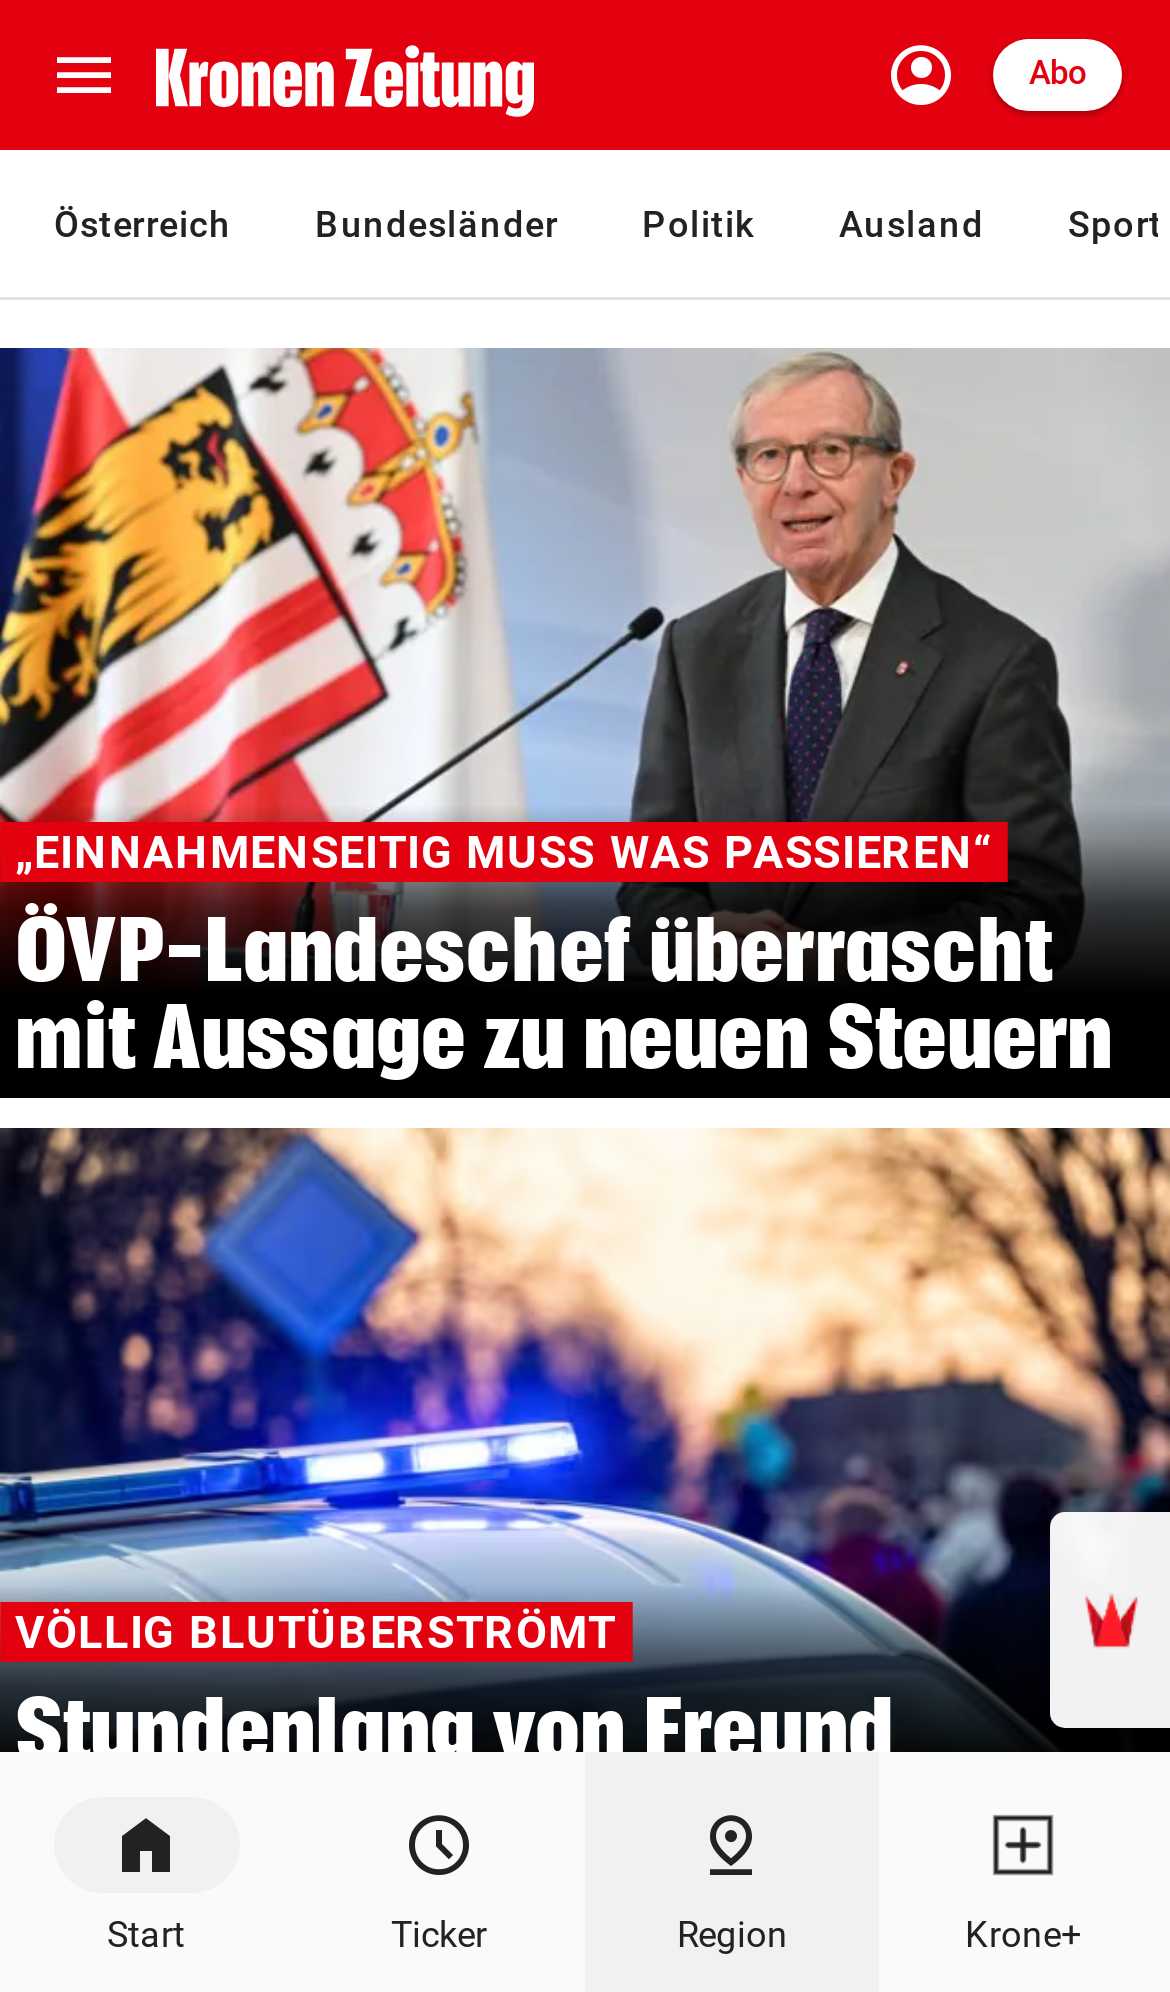 Kronen Zeitung
Abo
Österreich Bundesländer Politik Ausland Sport
„EINNAHMENSEITIG MUSS WAS PASSIEREN“
ÖVP-Landeschef überrascht
mit Aussage zu neuen Steuern
VÖLLIG BLUTÜBERSTRÖMT
Stundenlang von Freund
Start Ticker Region Krone+